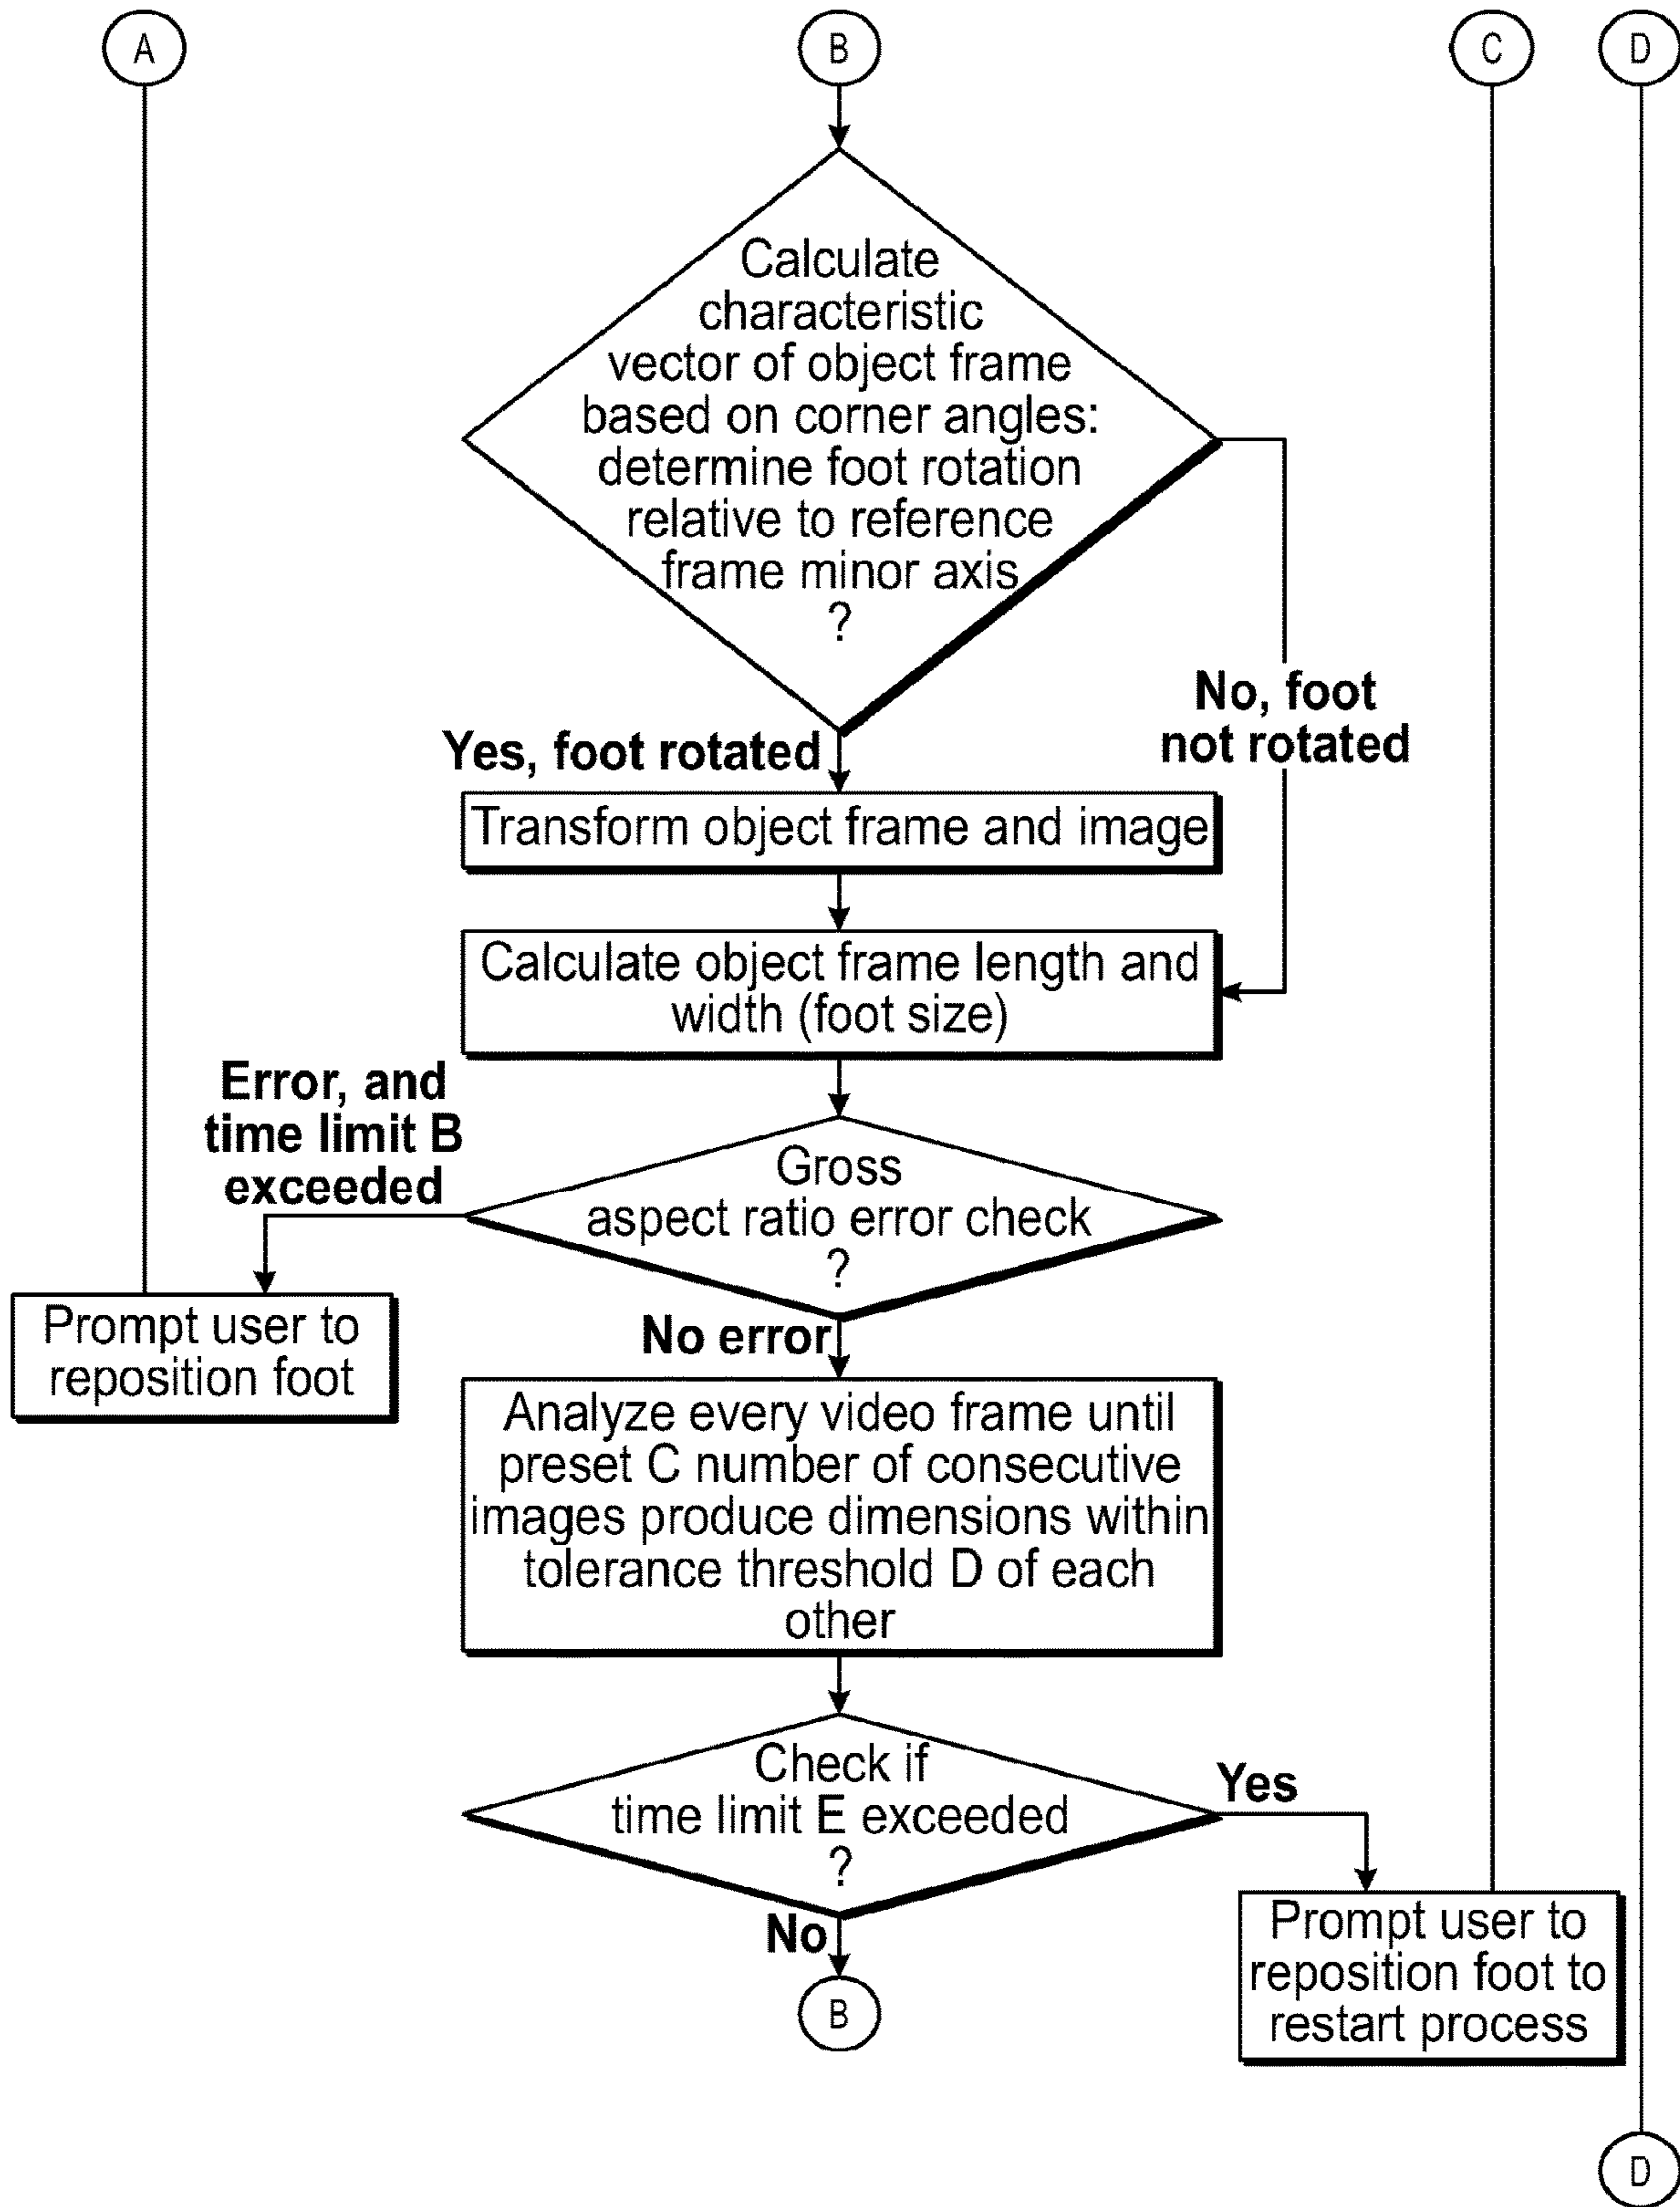 A
B
C
D
Calculate
characteristic
vector of object frame
based on corner angles:
determine foot rotation
relative to reference
frame minor axis
?
No, foot
not rotated
Yes, foot rotated
Transform object frame and image
Calculate object frame length and
width (foot size)
Error, and
time limit B
exceeded
Gross
aspect ratio error check
?
Prompt user to
reposition foot
No error
Analyze every video frame until
preset C number of consecutive
images produce dimensions within
tolerance threshold D of each
other
Check if
time limit E exceeded
?
Yes
No
Prompt user to
reposition foot to
restart process
B
D